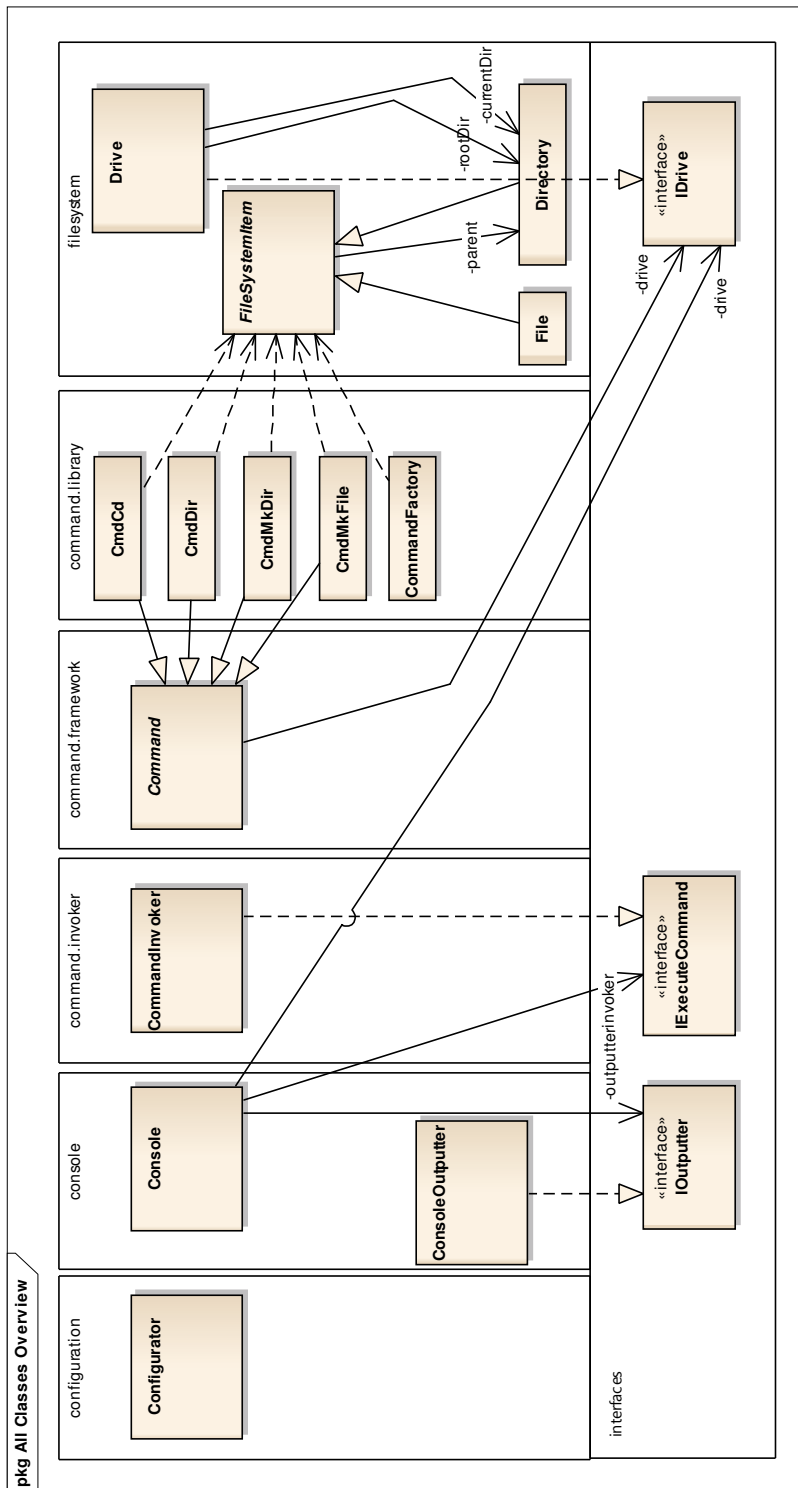 pkg All Classes Overview
configuration
Configurator
console
Console
ConsoleOutputter
command.invoker
CommandInvoker
command.framework
Command
command.library
CmdCd
CmdDir
CmdMkDir
CmdMkFile
CommandFactory
filesystem
Drive
FileSystemItem
File
Directory
-currentDir
-rootDir
-parent
interfaces
«interface»
IOutputter
«interface»
IExecuteCommand
«interface»
IDrive
-outputter
invoker
-drive
-drive